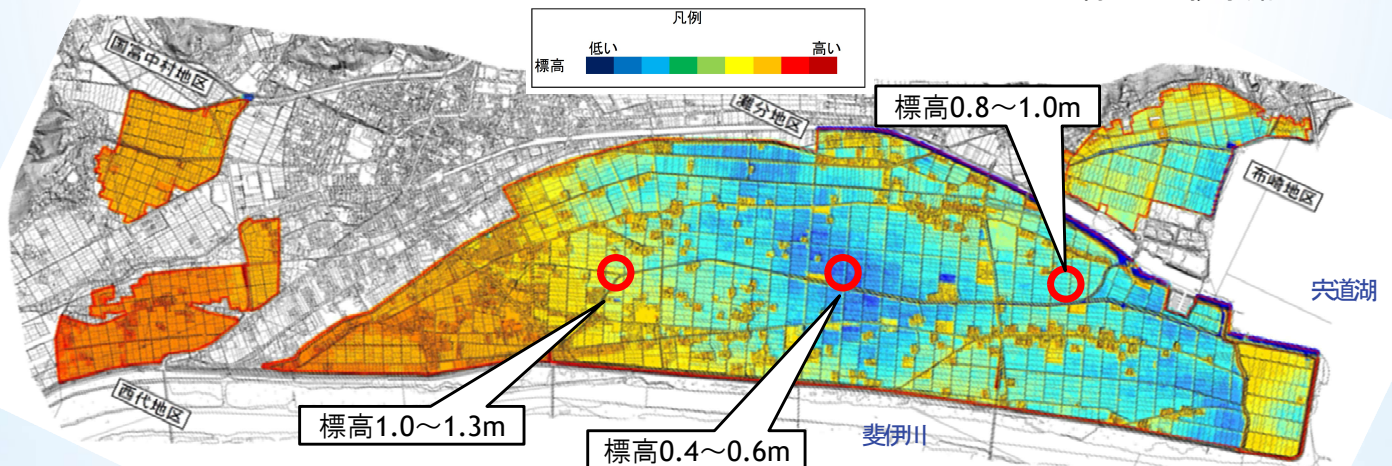 凡例
低い
高い
標高
国富中村地区
灘分地区
標高0.8～1.0m
布崎地区
宍道湖
西代地区
標高1.0～1.3m
標高0.4～0.6m
斐伊川